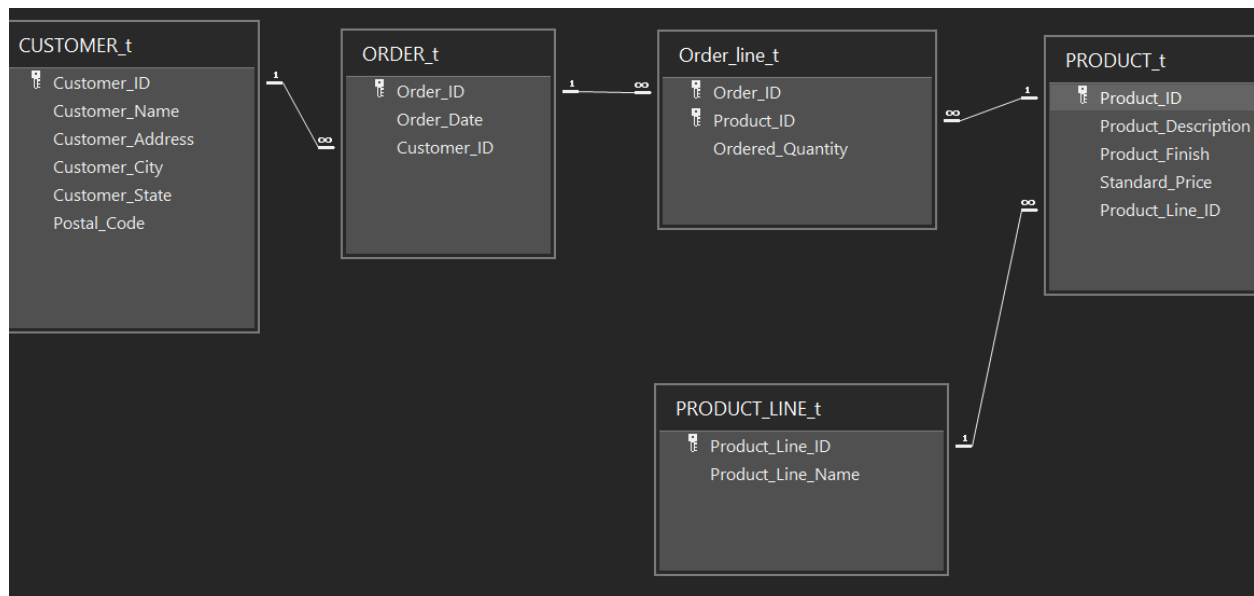 CUSTOMER_t
Customer_ID
Customer_Name
Customer_Address
Customer_City
Customer_State
Postal_Code
1
∞
ORDER_t
Order_ID
Order_Date
Customer_ID
1
∞
Order_line_t
Order_ID
Product_ID
Ordered_Quantity
∞
1
PRODUCT_t
Product_ID
Product_Description
Product_Finish
Standard_Price
Product_Line_ID
∞
PRODUCT_LINE_t
Product_Line_ID
Product_Line_Name
1